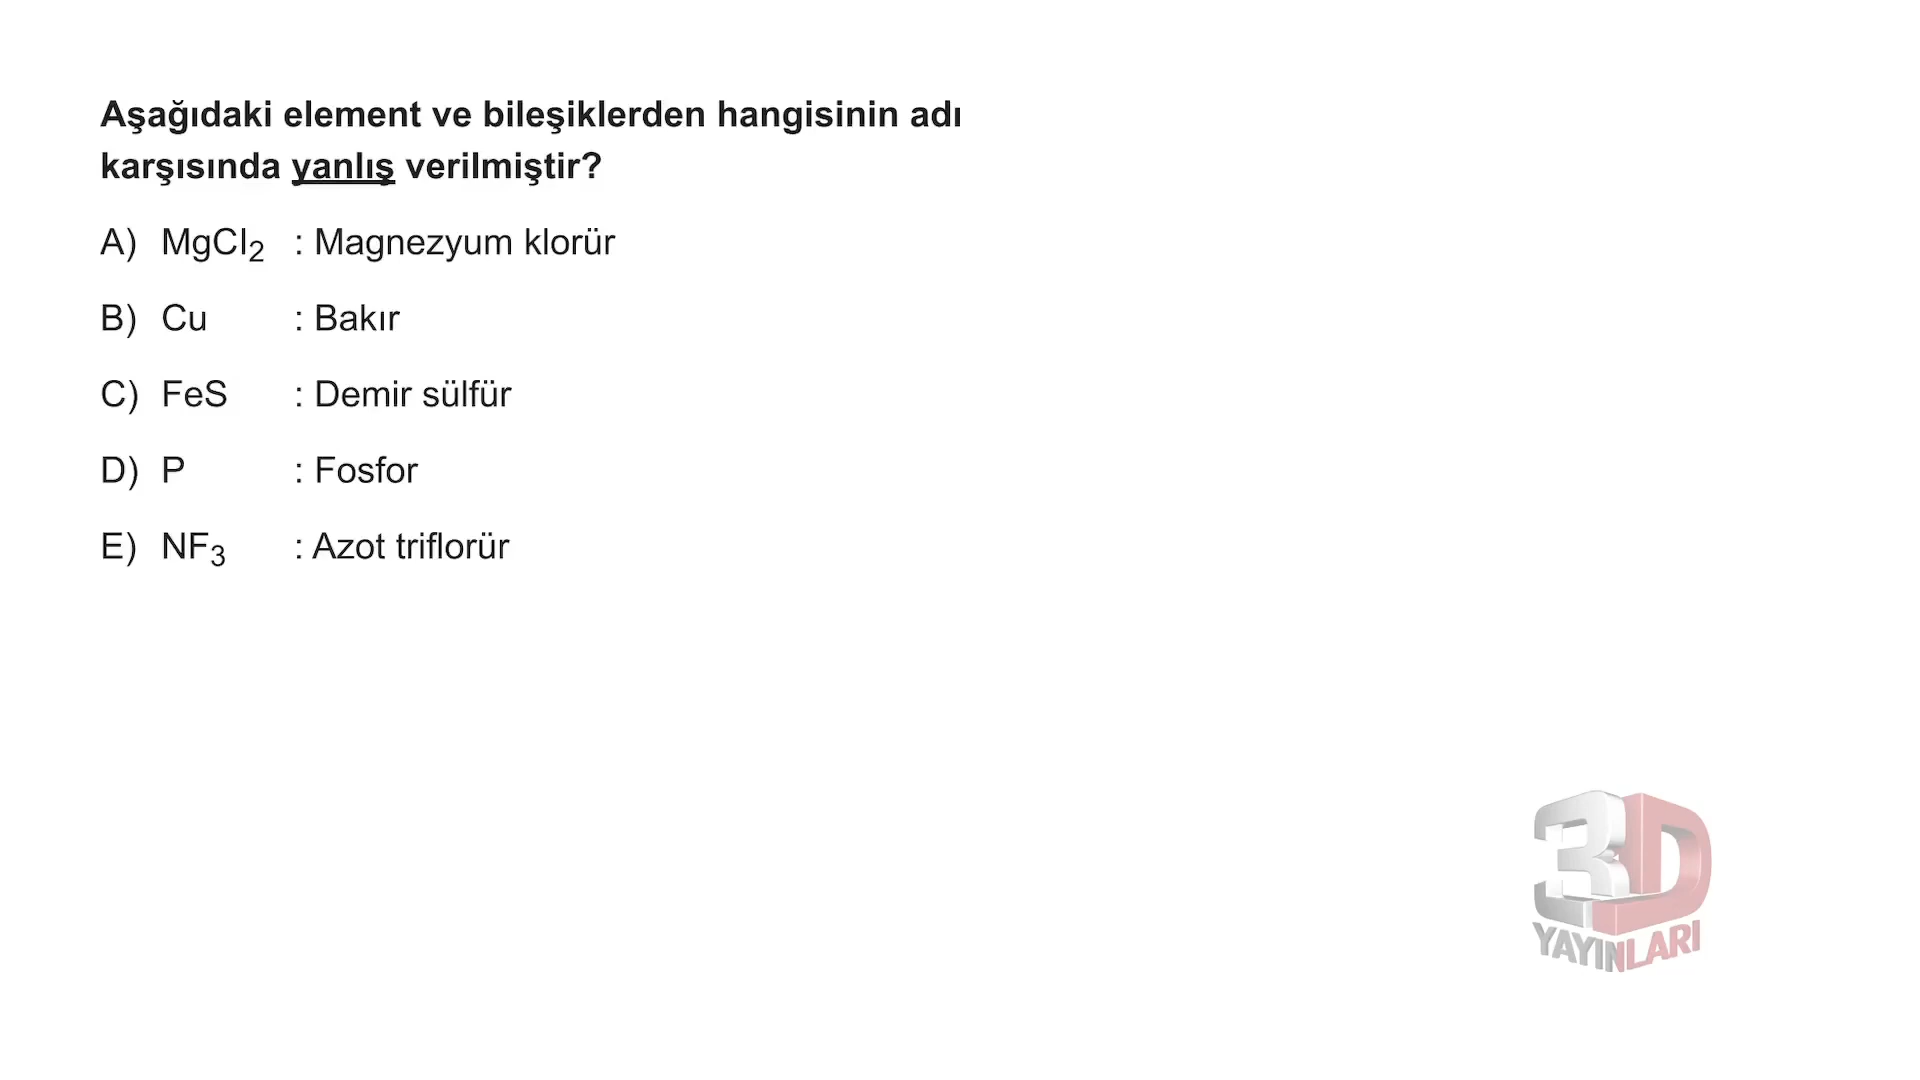 Aşağıdaki element ve bileşiklerden hangisinin adı
karşısında yanlış verilmiştir?
A) MgCl₂ : Magnezyum klorür
B) Cu : Bakır
C) FeS : Demir sülfür
D) P : Fosfor
E) NF₃ : Azot triflorür
3D
YAYINLARI